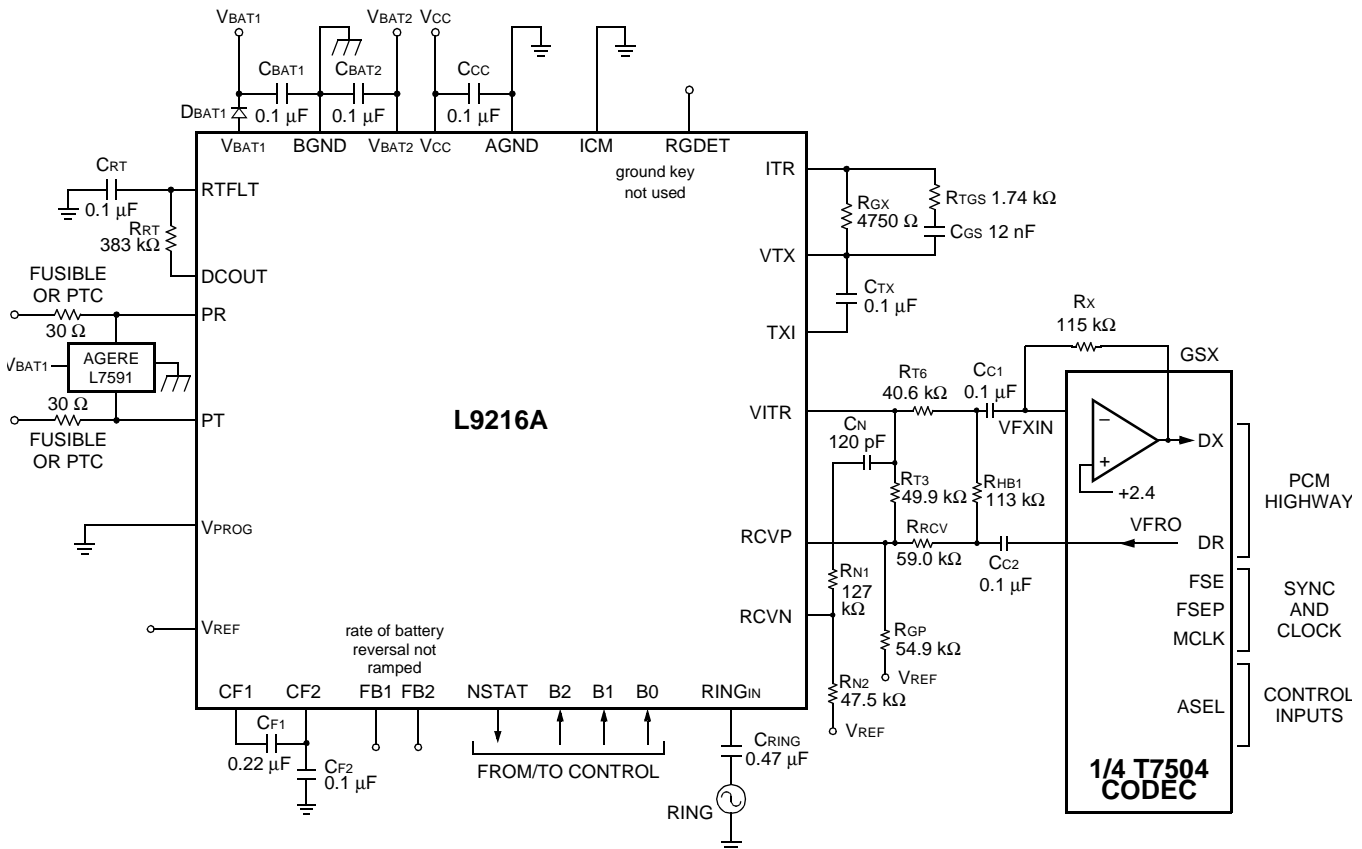 VBAT1
VBAT2
VCC
CBAT1
0.1 µF
CBAT2
0.1 µF
CCC
0.1 µF
DBAT1
VBAT1
BGND
VBAT2
VCC
AGND
ICM
RGDET
ground key
not used
CRT
0.1 µF
RTFLT
RRT
383 kΩ
DCOUT
FUSIBLE
OR PTC
30 Ω
PR
VBAT1
AGERE
L7591
30 Ω
PT
FUSIBLE
OR PTC
VPROG
VREF
L9216A
ITR
RGX
4750 Ω
RTGS 1.74 kΩ
CGS 12 nF
VTX
CTX
0.1 µF
TXI
RX
115 kΩ
GSX
RT6
40.6 kΩ
CC1
0.1 µF
VITR
VFXIN
CN
120 pF
RT3
49.9 kΩ
RHB1
113 kΩ
−
+
+2.4
DX
PCM
HIGHWAY
VFRO
DR
RCVP
RRCV
59.0 kΩ
CC2
0.1 µF
RN1
127
kΩ
RCVN
RGP
54.9 kΩ
VREF
RN2
47.5 kΩ
VREF
FSE
FSEP
MCLK
SYNC
AND
CLOCK
ASEL
CONTROL
INPUTS
1/4 T7504
CODEC
rate of battery
reversal not
ramped
CF1
CF2
FB1
FB2
NSTAT
B2
B1
B0
RINGIN
CF1
0.22 µF
CF2
0.1 µF
FROM/TO CONTROL
CRING
0.47 µF
RING